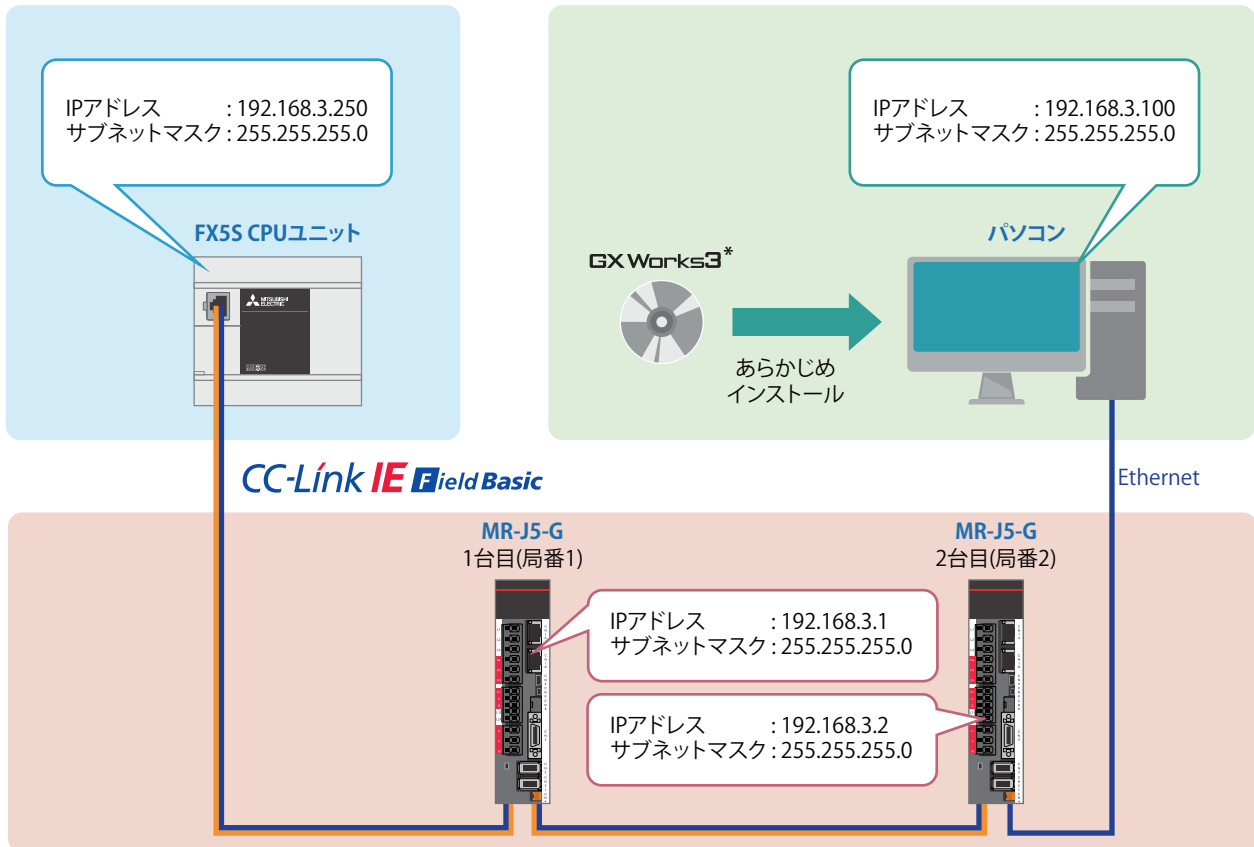 IPアドレス : 192.168.3.250
サブネットマスク : 255.255.255.0
FX5S CPUユニット
MITSUBISHI
ELECTRIC
IPアドレス : 192.168.3.100
サブネットマスク : 255.255.255.0
パソコン
GX Works3*
あらかじめ
インストール
CC-Link IE Field Basic
Ethernet
MR-J5-G
1台目(局番1)
MR-J5-G
2台目(局番2)
IPアドレス : 192.168.3.1
サブネットマスク : 255.255.255.0
IPアドレス : 192.168.3.2
サブネットマスク : 255.255.255.0